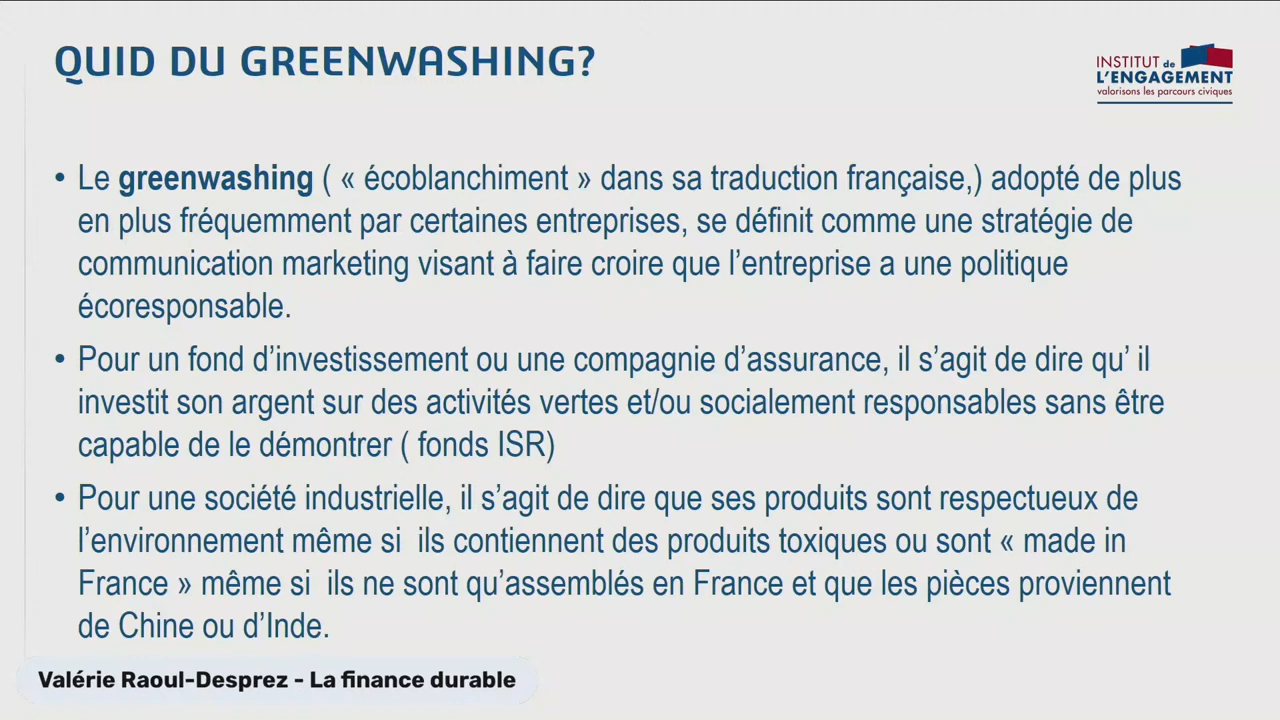 QUID DU GREENWASHING?
INSTITUT de
L'ENGAGEMENT
valorisons les parcours civiques
• Le greenwashing ( « écoblanchiment » dans sa traduction française,) adopté de plus
en plus fréquemment par certaines entreprises, se définit comme une stratégie de
communication marketing visant à faire croire que l’entreprise a une politique
écoresponsable.
• Pour un fond d’investissement ou une compagnie d’assurance, il s’agit de dire qu’ il
investit son argent sur des activités vertes et/ou socialement responsables sans être
capable de le démontrer ( fonds ISR)
• Pour une société industrielle, il s’agit de dire que ses produits sont respectueux de
l’environnement même si  ils contiennent des produits toxiques ou sont « made in
France » même si  ils ne sont qu’assemblés en France et que les pièces proviennent
de Chine ou d’Inde.
Valérie Raoul-Desprez - La finance durable